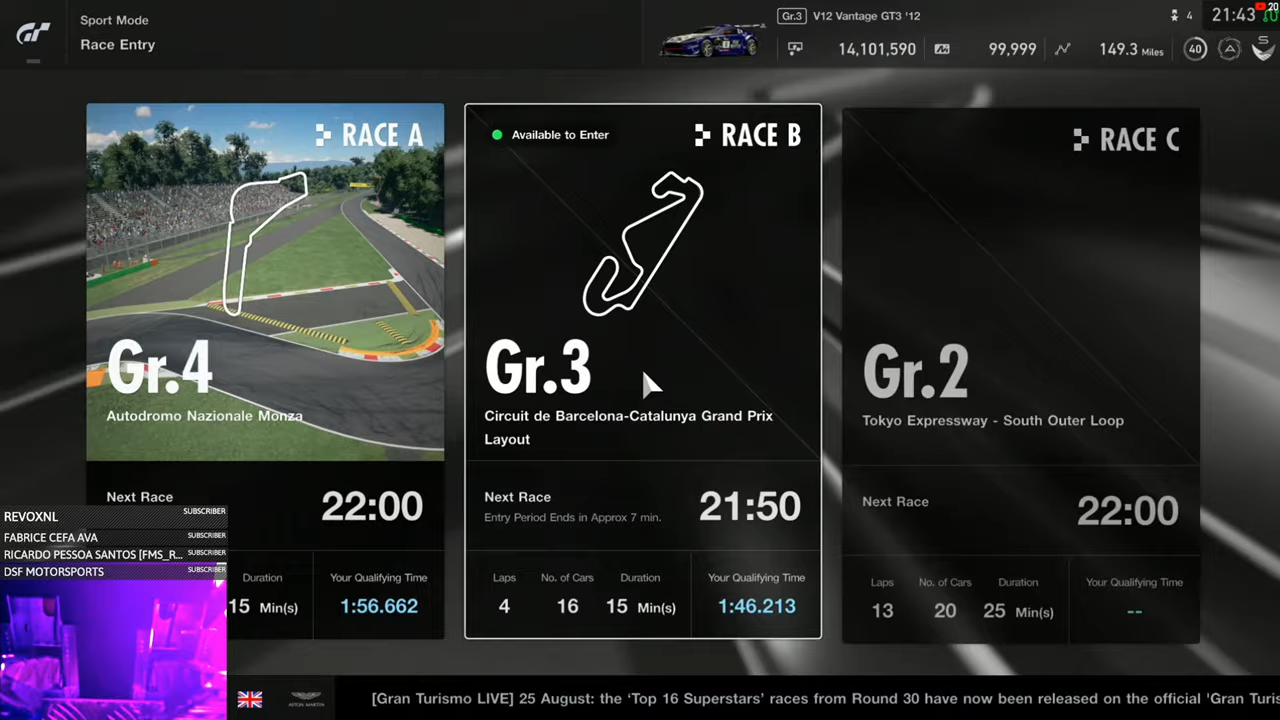 Sport Mode
Race Entry
Gr.3 V12 Vantage GT3 '12
4 21:43 20
14,101,590 99,999 149.3 Miles 40 A S
RACE A
Gr.4
Autodromo Nazionale Monza
Next Race 22:00
Duration Your Qualifying Time
15 Min(s) 1:56.662
Available to Enter RACE B
Gr.3
Circuit de Barcelona-Catalunya Grand Prix
Layout
Next Race
Entry Period Ends in Approx 7 min.
21:50
Laps No. of Cars Duration Your Qualifying Time
4 16 15 Min(s) 1:46.213
RACE C
Gr.2
Tokyo Expressway - South Outer Loop
Next Race 22:00
Laps No. of Cars Duration Your Qualifying Time
13 20 25 Min(s) --
REVOXNL SUBSCRIBER
FABRICE CEFA AVA SUBSCRIBER
RICARDO PESSOA SANTOS [FMS_R... SUBSCRIBER
DSF MOTORSPORTS SUBSCRIBER
ASTON MARTIN
[Gran Turismo LIVE] 25 August: the ‘Top 16 Superstars’ races from Round 30 have now been released on the official 'Gran Turis